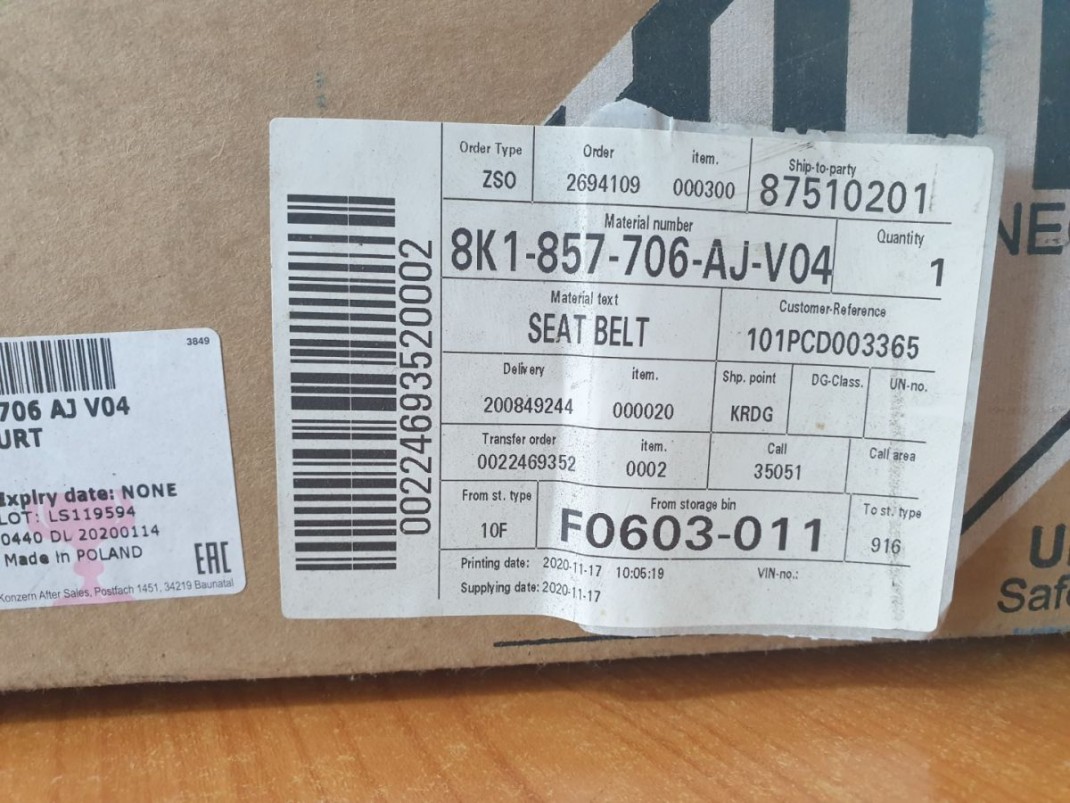 Order Type
ZSO
Order
2694109
item.
000300
Ship-to-party
87510201
Material number
8K1-857-706-AJ-V04
Quantity
1
Material text
SEAT BELT
Customer-Reference
101PCD003365
Delivery
200849244
item.
000020
Shp. point
KRDG
DG-Class.
UN-no.
Transfer order
0022469352
item.
0002
Call
35051
Call area
From st. type
10F
From storage bin
F0603-011
To st. type
916
Printing date: 2020-11-17 10:06:19
VIN-no.:
Supplying date: 2020-11-17
00224693520002
3849
706 AJ V04
URT
Expiry date: NONE
LOT: LS119594
0440 DL 20200114
Made in POLAND
EAC
Konzern After Sales, Postfach 1451, 34219 Baunatal